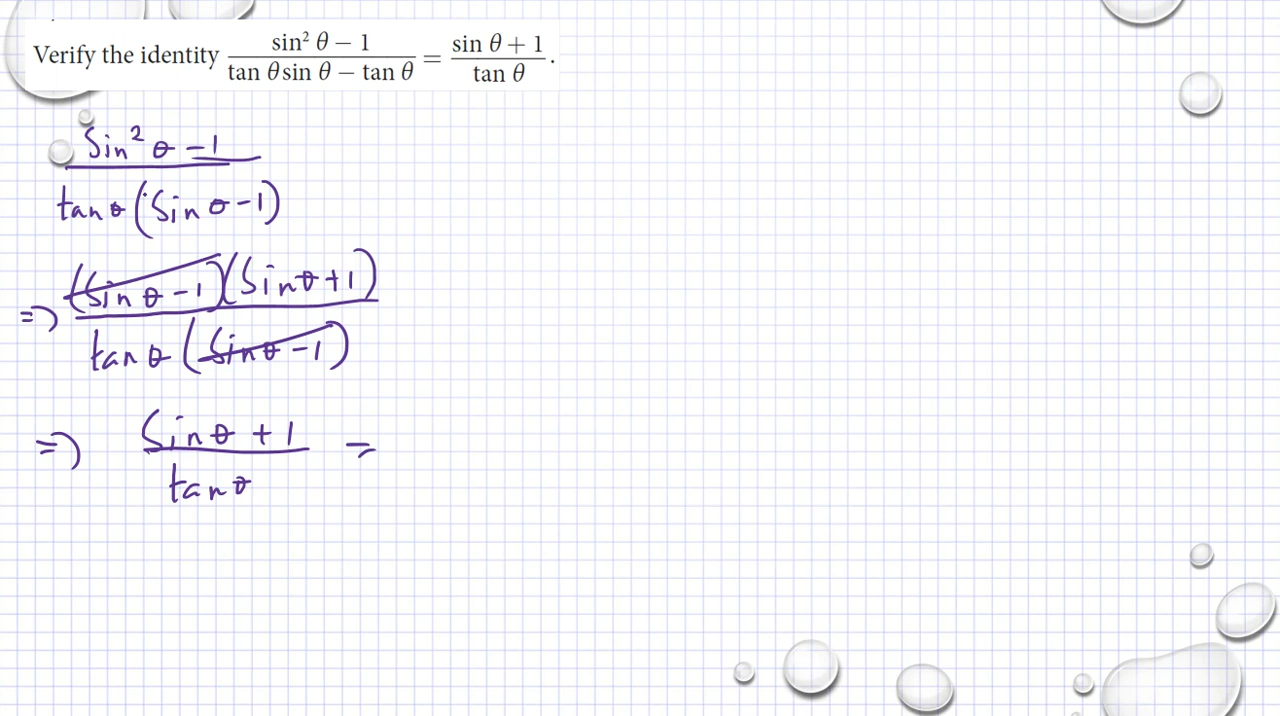 Verify the identity (sin² θ − 1)/(tan θ sin θ − tan θ) = (sin θ + 1)/(tan θ).
Sin² θ − 1
tan θ (Sin θ − 1)
=> (Sin θ − 1)(Sin θ + 1)
tan θ (Sin θ − 1)
=> Sin θ + 1 =
tan θ